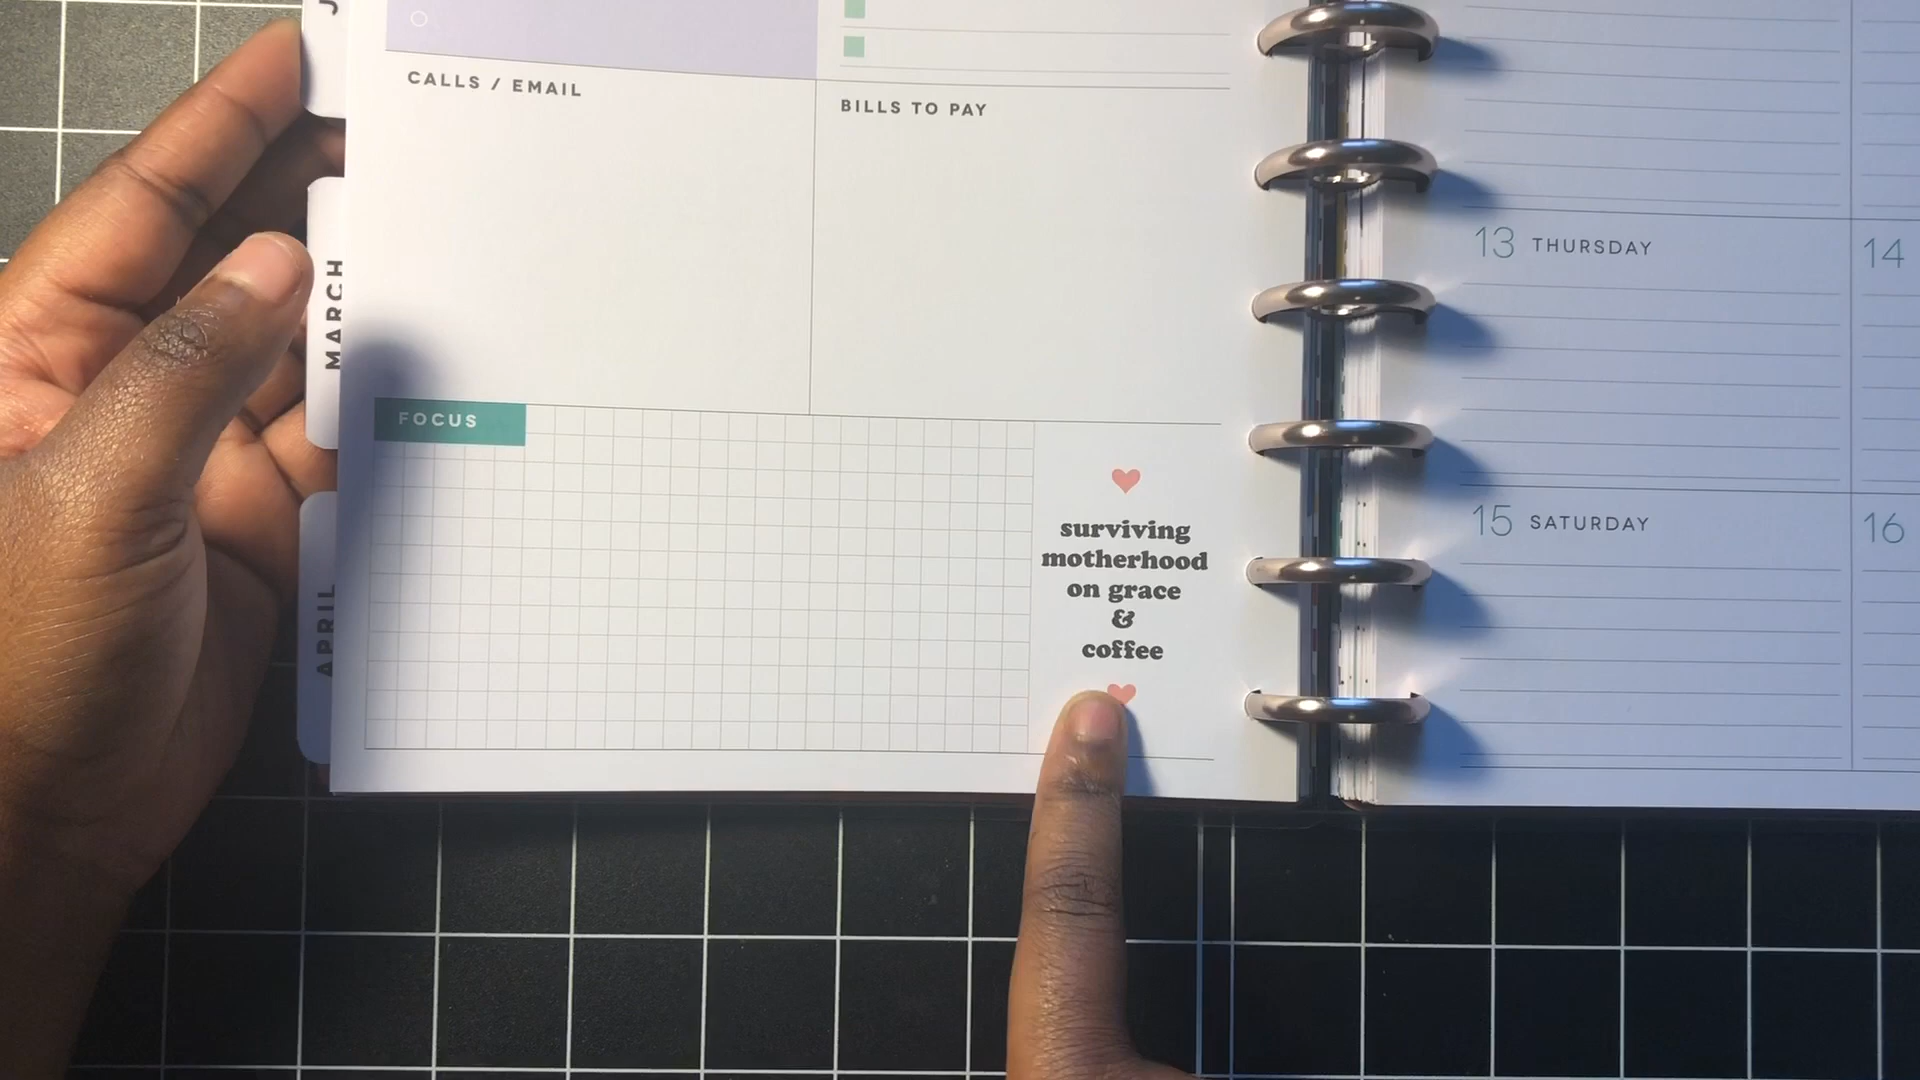 CALLS / EMAIL
BILLS TO PAY
MARCH
FOCUS
APRIL
surviving
motherhood
on grace
&
coffee
13 THURSDAY
14
15 SATURDAY
16